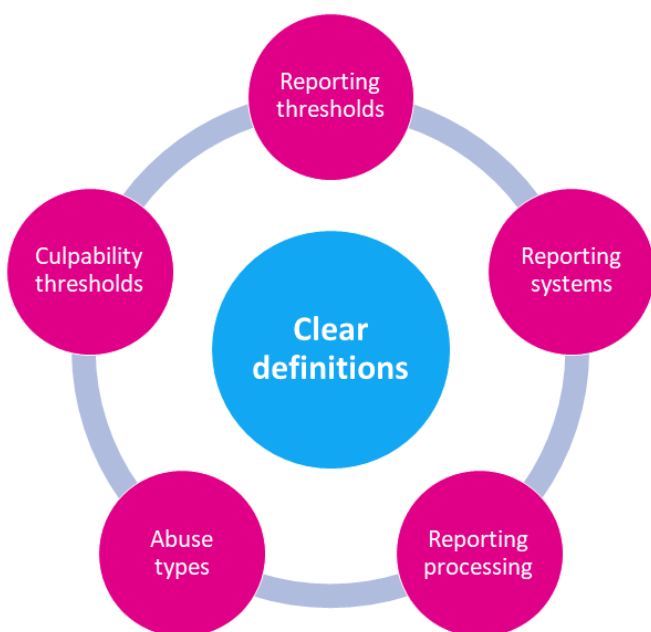 Reporting
thresholds
Reporting
systems
Reporting
processing
Abuse
types
Culpability
thresholds
Clear
definitions